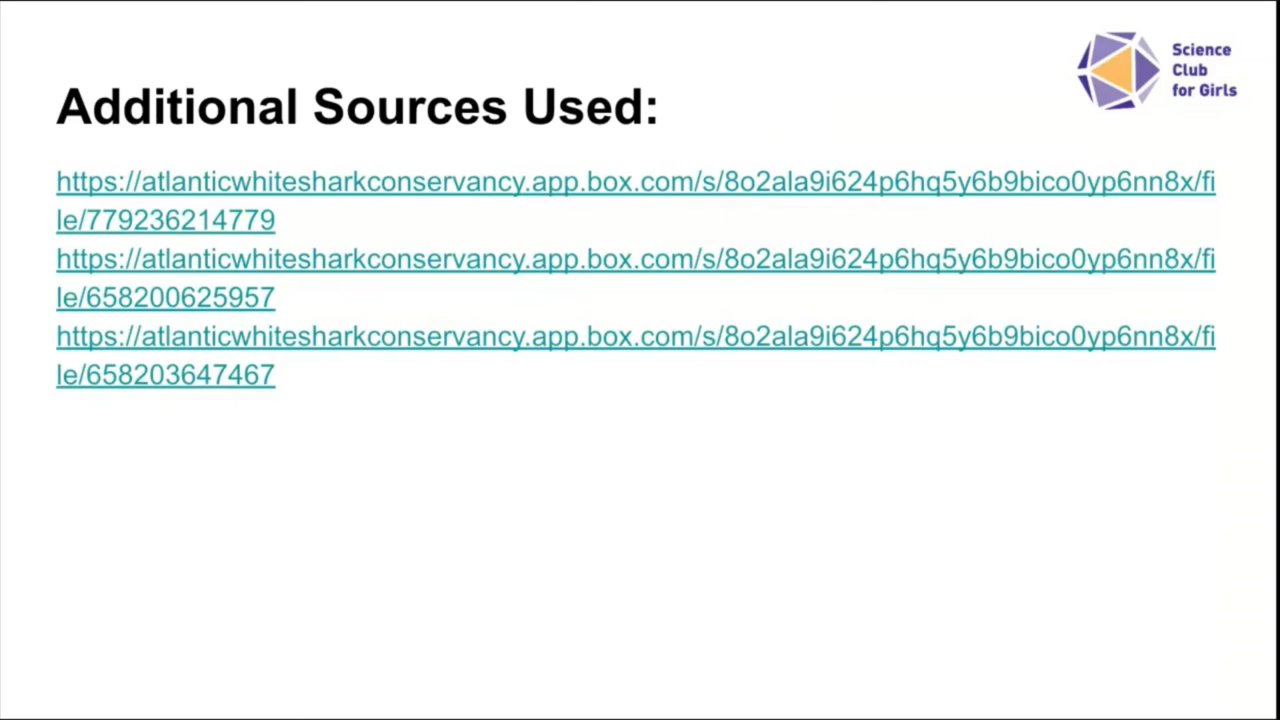 Science
Club
for Girls
Additional Sources Used:
https://atlanticwhitesharkconservancy.app.box.com/s/8o2ala9i624p6hq5y6b9bico0yp6nn8x/fi
le/779236214779
https://atlanticwhitesharkconservancy.app.box.com/s/8o2ala9i624p6hq5y6b9bico0yp6nn8x/fi
le/658200625957
https://atlanticwhitesharkconservancy.app.box.com/s/8o2ala9i624p6hq5y6b9bico0yp6nn8x/fi
le/658203647467